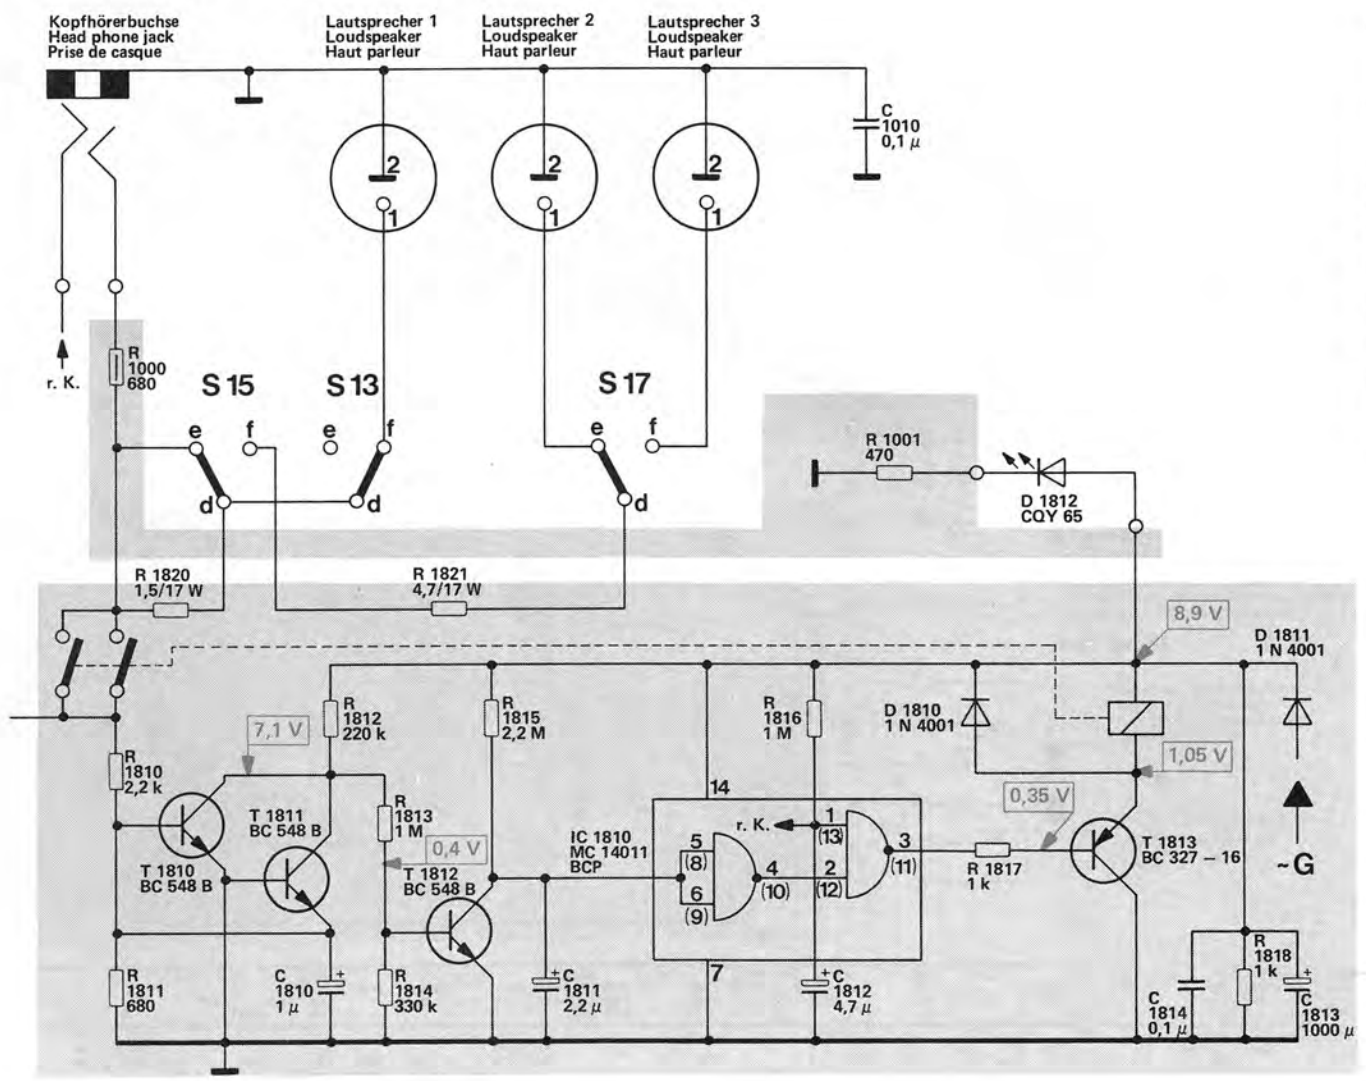 Kopfhörerbuchse
Head phone jack
Prise de casque
Lautsprecher 1
Loudspeaker
Haut parleur
Lautsprecher 2
Loudspeaker
Haut parleur
Lautsprecher 3
Loudspeaker
Haut parleur
C
1010
0,1 µ
2
1
2
1
2
1
R
1000
680
r. K.
S 15
S 13
S 17
e
f
e
f
e
f
d
d
d
R 1001
470
D 1812
CQY 65
R 1820
1,5/17 W
R 1821
4,7/17 W
8,9 V
D 1811
1 N 4001
R
1812
220 k
R
1815
2,2 M
R
1816
1 M
D 1810
1 N 4001
7,1 V
1,05 V
R
1810
2,2 k
T 1811
BC 548 B
R
1813
1 M
14
0,35 V
0,4 V
IC 1810
MC 14011
BCP
r. K.
1
(13)
5
(8)
3
(11)
T 1813
BC 327 – 16
T 1810
BC 548 B
T 1812
BC 548 B
4
(10)
2
(12)
R 1817
1 k
~G
6
(9)
R
1811
680
C
1810
1 µ
+
R
1814
330 k
+
C
1811
2,2 µ
7
+
C
1812
4,7 µ
R
1818
1 k
+
C
1814
0,1 µ
C
1813
1000 µ